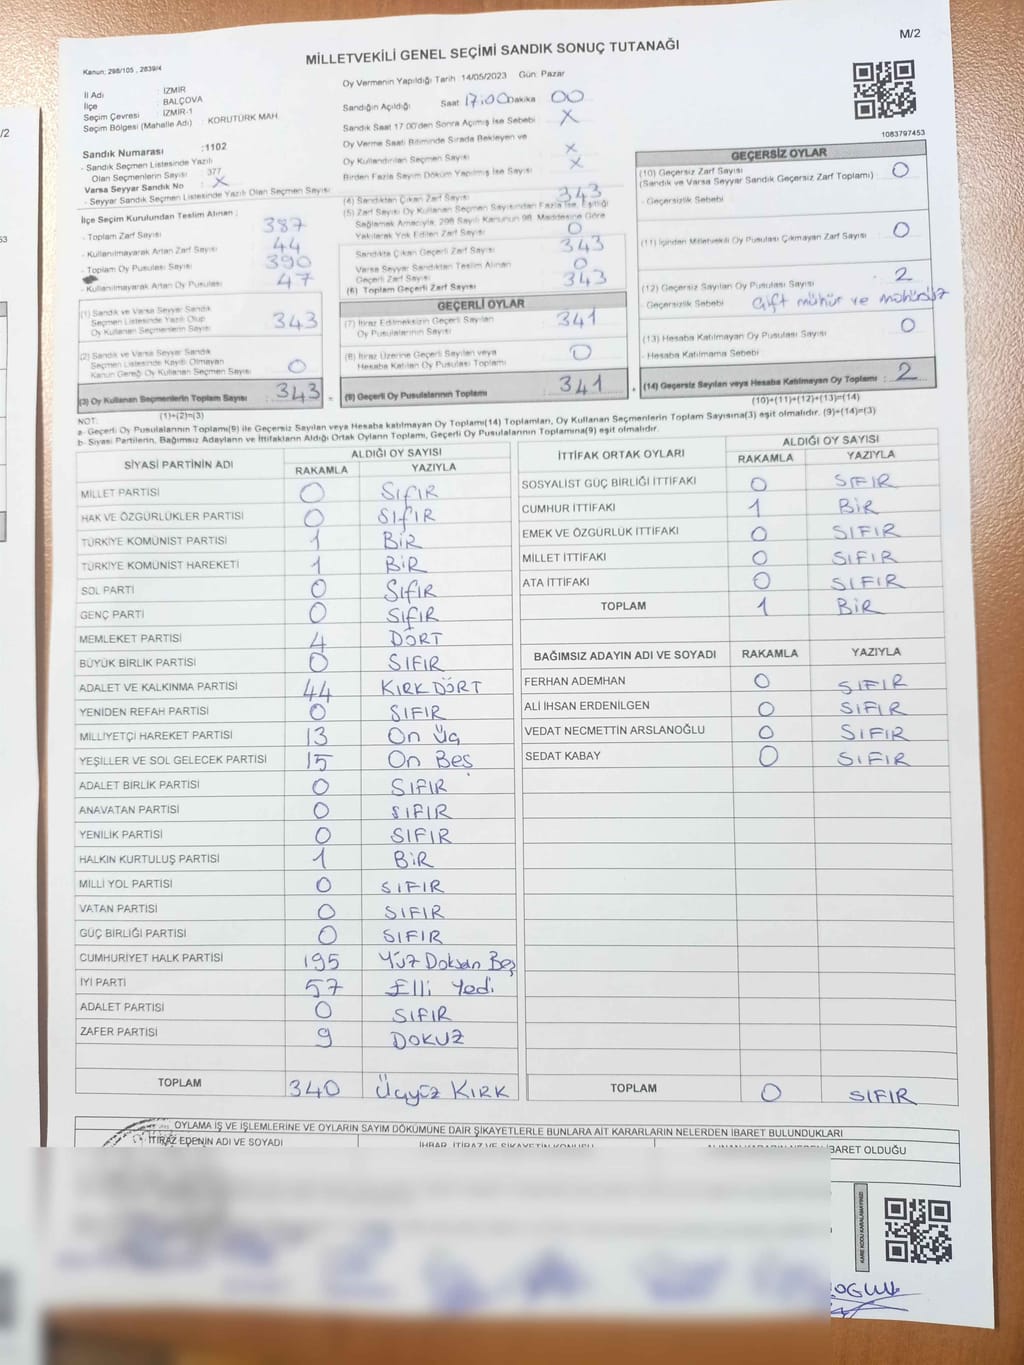 M/2
MİLLETVEKİLİ GENEL SEÇİMİ SANDIK SONUÇ TUTANAĞI
Kanun: 298/105, 2839/4
İl Adı : İZMİR
İlçe : BALÇOVA
Seçim Çevresi : İZMİR-1
Seçim Bölgesi (Mahalle Adı) : KORUTÜRK MAH.
Sandık Numarası : 1102
- Sandık Seçmen Listesinde Yazılı
Olan Seçmenlerin Sayısı : 377
Varsa Seyyar Sandık No : X
- Seyyar Sandık Seçmen Listesinde Yazılı Olan Seçmen Sayısı :
İlçe Seçim Kurulundan Teslim Alınan ;
- Toplam Zarf Sayısı : 387
- Kullanılmayarak Artan Zarf Sayısı : 44
- Toplam Oy Pusulası Sayısı : 390
- Kullanılmayarak Artan Oy Pusulası : 47
(1) Sandık ve Varsa Seyyar Sandık
Seçmen Listesinde Yazılı Olup
Oy Kullanan Seçmenlerin Sayısı : 343
(2) Sandık ve Varsa Seyyar Sandık
Seçmen Listesinde Kayıtlı Olmayan
Kanun Gereği Oy Kullanan Seçmen Sayısı : 0
(3) Oy Kullanan Seçmenlerin Toplam Sayısı : 343
(1)+(2)=(3)
Oy Vermenin Yapıldığı Tarih : 14/05/2023 Gün: Pazar
Sandığın Açıldığı Saat 17:00 Dakika 00
Sandık Saat 17.00'den Sonra Açılmış İse Sebebi X
Oy Verme Saati Bitiminde Sırada Bekleyen ve
Oy Kullandırılan Seçmen Sayısı X
Birden Fazla Sayım Döküm Yapılmış İse Sayısı X
(4) Sandıktan Çıkan Zarf Sayısı : 343
(5) Zarf Sayısı Oy Kullanan Seçmen Sayısından Fazla İse, Eşitliği
Sağlamak Amacıyla, 298 Sayılı Kanunun 98. Maddesine Göre
Yakılarak Yok Edilen Zarf Sayısı : 0
Sandıkta Çıkan Geçerli Zarf Sayısı : 343
Varsa Seyyar Sandıktan Teslim Alınan
Geçerli Zarf Sayısı : 0
(6) Toplam Geçerli Zarf Sayısı : 343
GEÇERLİ OYLAR
(7) İtiraz Edilmeksizin Geçerli Sayılan
Oy Pusulalarının Sayısı : 341
(8) İtiraz Üzerine Geçerli Sayılan veya
Hesaba Katılan Oy Pusulaları Toplamı : 0
(9) Geçerli Oy Pusulalarının Toplamı : 341
1083797453
GEÇERSİZ OYLAR
(10) Geçersiz Zarf Sayısı : 0
(Sandık ve Varsa Seyyar Sandık Geçersiz Zarf Toplamı)
- Geçersizlik Sebebi
(11) İçinden Milletvekili Oy Pusulası Çıkmayan Zarf Sayısı : 0
(12) Geçersiz Sayılan Oy Pusulası Sayısı : 2
Geçersizlik Sebebi Çift mühür ve mühürsüz
(13) Hesaba Katılmayan Oy Pusulası Sayısı : 0
Hesaba Katılmama Sebebi
(14) Geçersiz Sayılan veya Hesaba Katılmayan Oy Toplamı : 2
(10)+(11)+(12)+(13)=(14)
NOT:
a- Geçerli Oy Pusulalarının Toplamı(9) ile Geçersiz Sayılan veya Hesaba katılmayan Oy Toplamı(14) Toplamları, Oy Kullanan Seçmenlerin Toplam Sayısına(3) eşit olmalıdır. (9)+(14)=(3)
b- Siyasi Partilerin, Bağımsız Adayların ve İttifakların Aldığı Ortak Oyların Toplamı, Geçerli Oy Pusulalarının Toplamına(9) eşit olmalıdır.
SİYASİ PARTİNİN ADI ALDIĞI OY SAYISI
RAKAMLA YAZIYLA
MİLLET PARTİSİ 0 SıfıR
HAK VE ÖZGÜRLÜKLER PARTİSİ 0 SıfıR
TÜRKİYE KOMÜNİST PARTİSİ 1 BiR
TÜRKİYE KOMÜNİST HAREKETİ 1 BiR
SOL PARTİ 0 SıfıR
GENÇ PARTİ 0 SıfıR
MEMLEKET PARTİSİ 4 DÖRT
BÜYÜK BİRLİK PARTİSİ 0 SIFIR
ADALET VE KALKINMA PARTİSİ 44 KIRK DÖRT
YENİDEN REFAH PARTİSİ 0 SIFIR
MİLLİYETÇİ HAREKET PARTİSİ 13 On Üç
YEŞİLLER VE SOL GELECEK PARTİSİ 15 On Beş
ADALET BİRLİK PARTİSİ 0 SIFIR
ANAVATAN PARTİSİ 0 SIFIR
YENİLİK PARTİSİ 0 SIFIR
HALKIN KURTULUŞ PARTİSİ 1 BiR
MİLLİ YOL PARTİSİ 0 SIFIR
VATAN PARTİSİ 0 SIFIR
GÜÇ BİRLİĞİ PARTİSİ 0 SIFIR
CUMHURİYET HALK PARTİSİ 195 Yüz Doksan Beş
İYİ PARTİ 57 Elli Yedi
ADALET PARTİSİ 0 SIFIR
ZAFER PARTİSİ 9 DOKUZ
TOPLAM 340 Üçyüz KIRK
İTTİFAK ORTAK OYLARI ALDIĞI OY SAYISI
RAKAMLA YAZIYLA
SOSYALİST GÜÇ BİRLİĞİ İTTİFAKI 0 SIFIR
CUMHUR İTTİFAKI 1 BİR
EMEK VE ÖZGÜRLÜK İTTİFAKI 0 SIFIR
MİLLET İTTİFAKI 0 SIFIR
ATA İTTİFAKI 0 SIFIR
TOPLAM 1 BİR
BAĞIMSIZ ADAYIN ADI VE SOYADI RAKAMLA YAZIYLA
FERHAN ADEMHAN 0 SIFIR
ALİ İHSAN ERDENİLGEN 0 SIFIR
VEDAT NECMETTİN ARSLANOĞLU 0 SIFIR
SEDAT KABAY 0 SIFIR
TOPLAM 0 SIFIR
OYLAMA İŞ VE İŞLEMLERİNE VE OYLARIN SAYIM DÖKÜMÜNE DAİR ŞİKAYETLERLE BUNLARA AİT KARARLARIN NELERDEN İBARET BULUNDUKLARI
İTİRAZ EDENİN ADI VE SOYADI İHBAR, İTİRAZ VE ŞİKAYETİN KONUSU İBARET OLDUĞU
KARE KODU KARALAMAYINIZ!